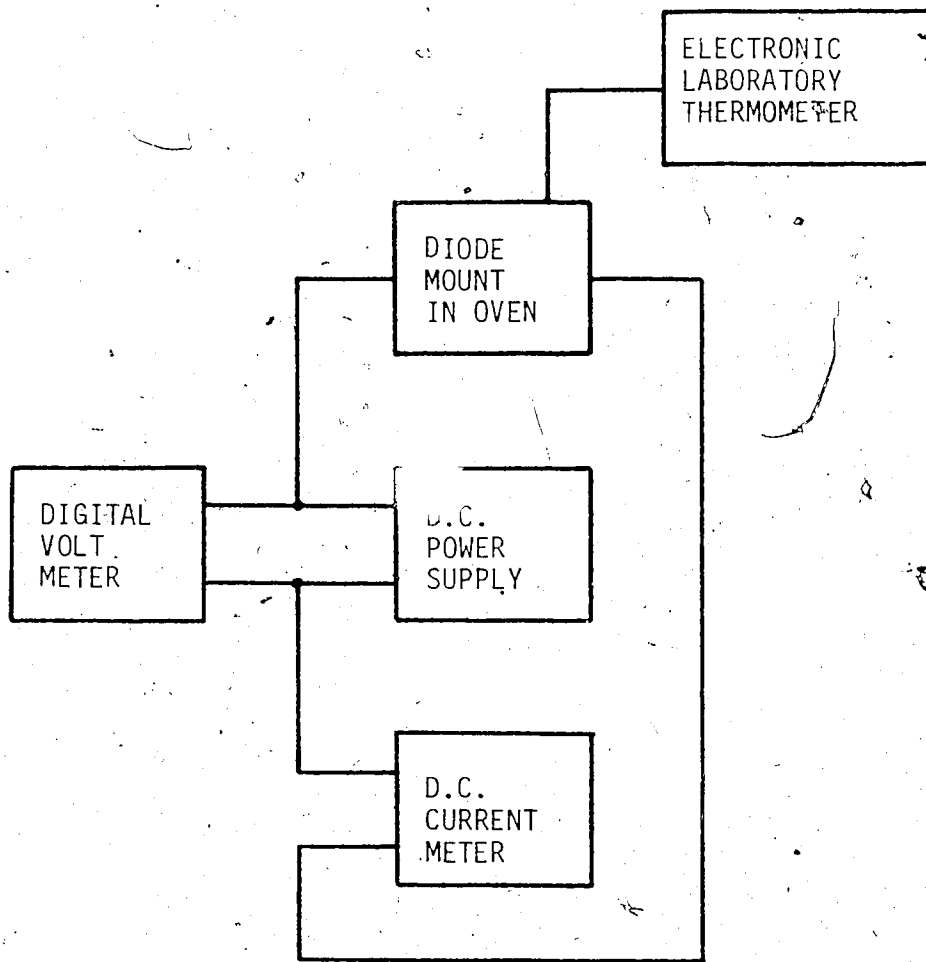 ELECTRONIC
LABORATORY
THERMOMETER
DIODE
MOUNT
IN OVEN
DIGITAL
VOLT
METER
D.C.
POWER
SUPPLY
D.C.
CURRENT
METER